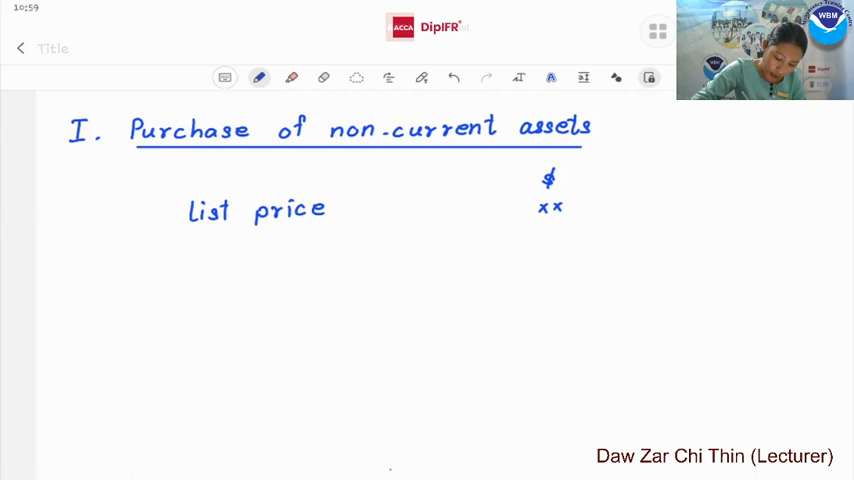 10:59
ACCA DipIFR
Title
WBM
I. Purchase of non-current assets
$
List price xx
Daw Zar Chi Thin (Lecturer)